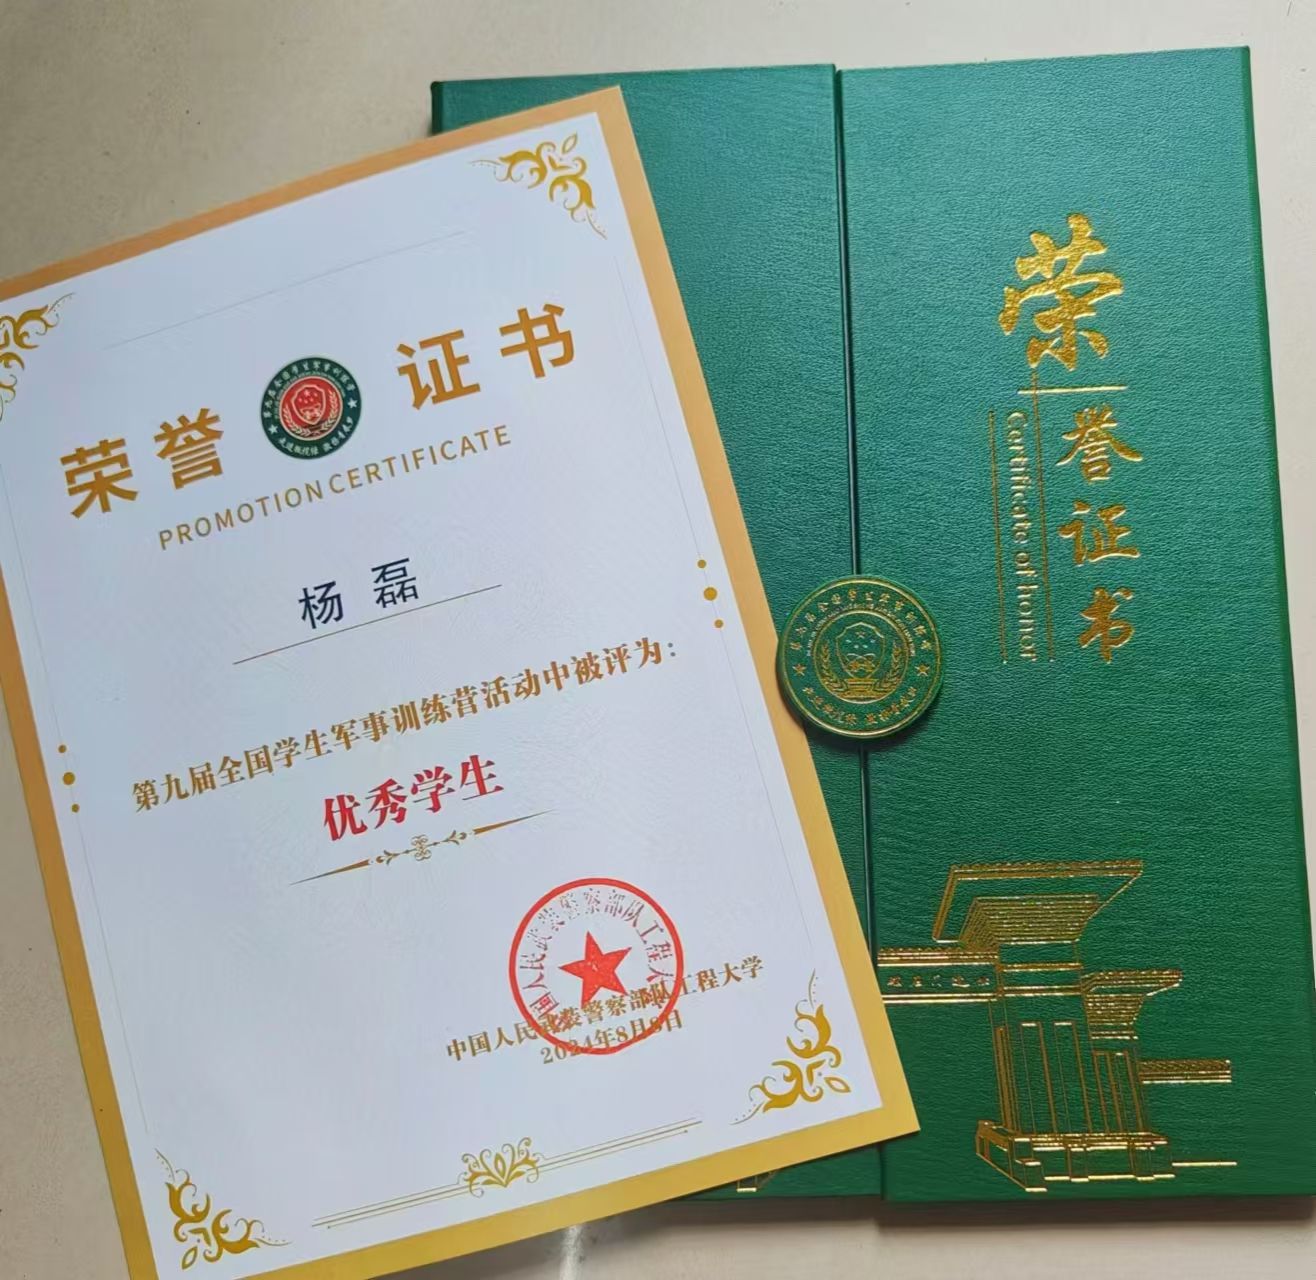 荣誉证书
PROMOTION CERTIFICATE
杨磊
第九届全国学生军事训练营活动中被评为：
优秀学生
中国人民武装警察部队工程大学
2024年8月8日
荣誉证书
Certificate of honor